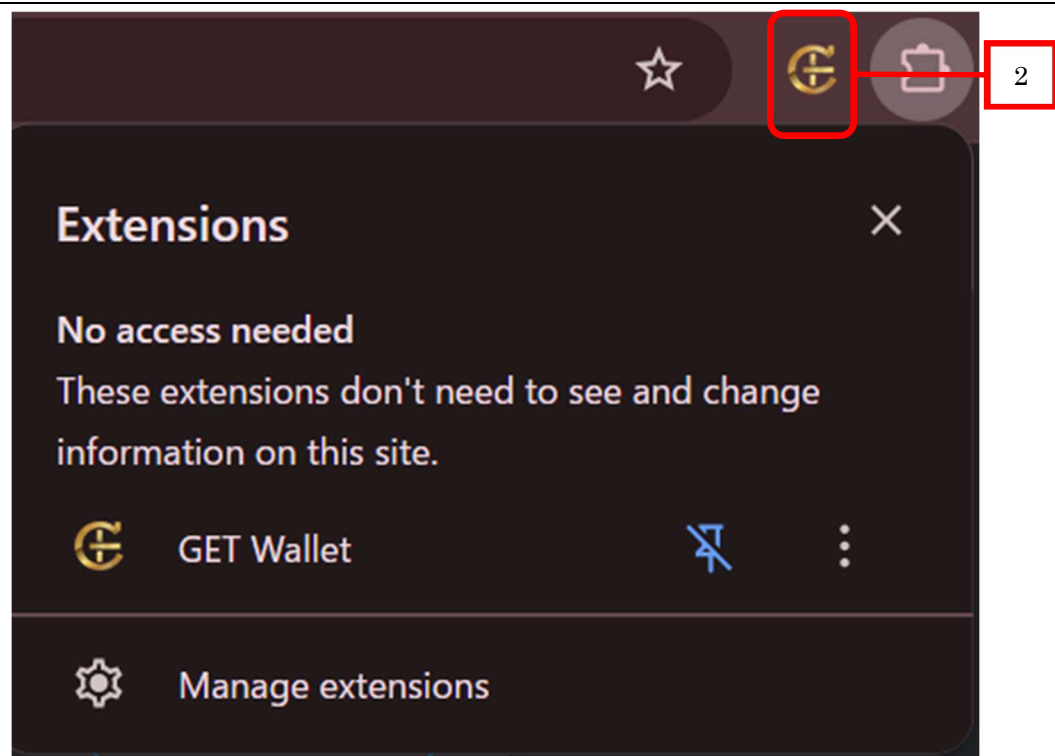 2
Extensions
No access needed
These extensions don't need to see and change
information on this site.
GET Wallet
Manage extensions